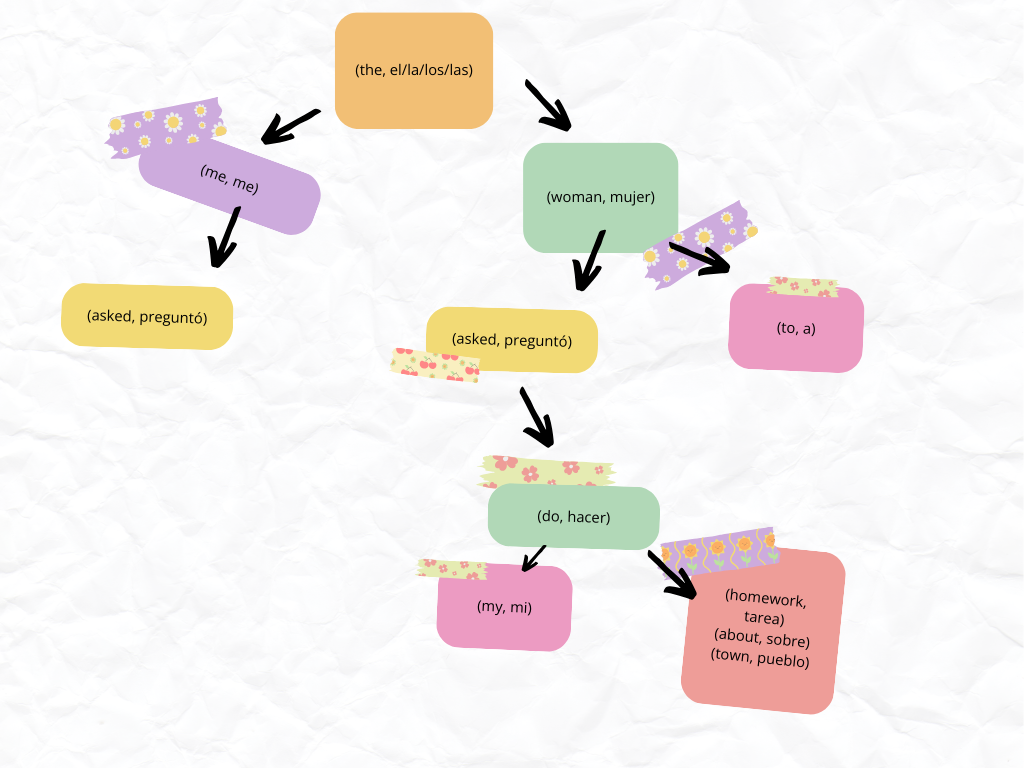 (the, el/la/los/las)
(me, me)
(woman, mujer)
(asked, preguntó)
(asked, preguntó)
(to, a)
(do, hacer)
(my, mi)
(homework,
tarea)
(about, sobre)
(town, pueblo)